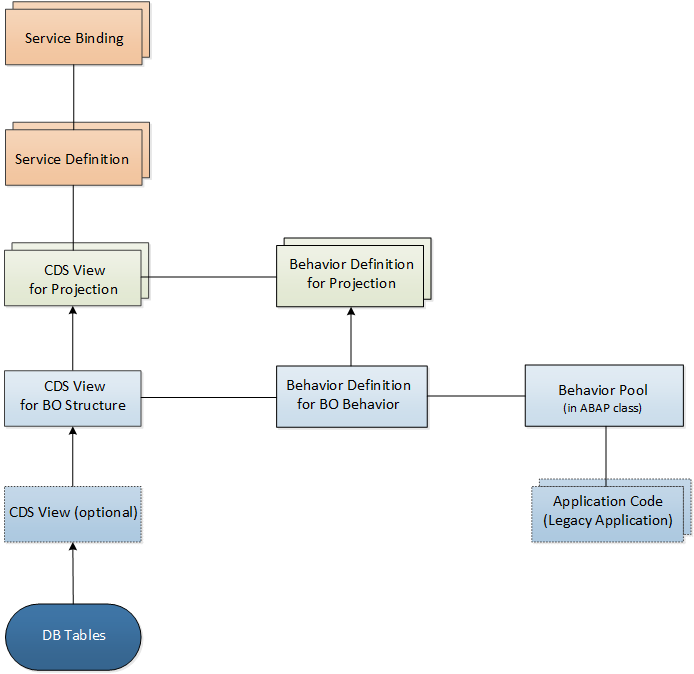 Service Binding
Service Definition
CDS View
for Projection
Behavior Definition
for Projection
CDS View
for BO Structure
Behavior Definition
for BO Behavior
Behavior Pool
(in ABAP class)
CDS View (optional)
Application Code
(Legacy Application)
DB Tables